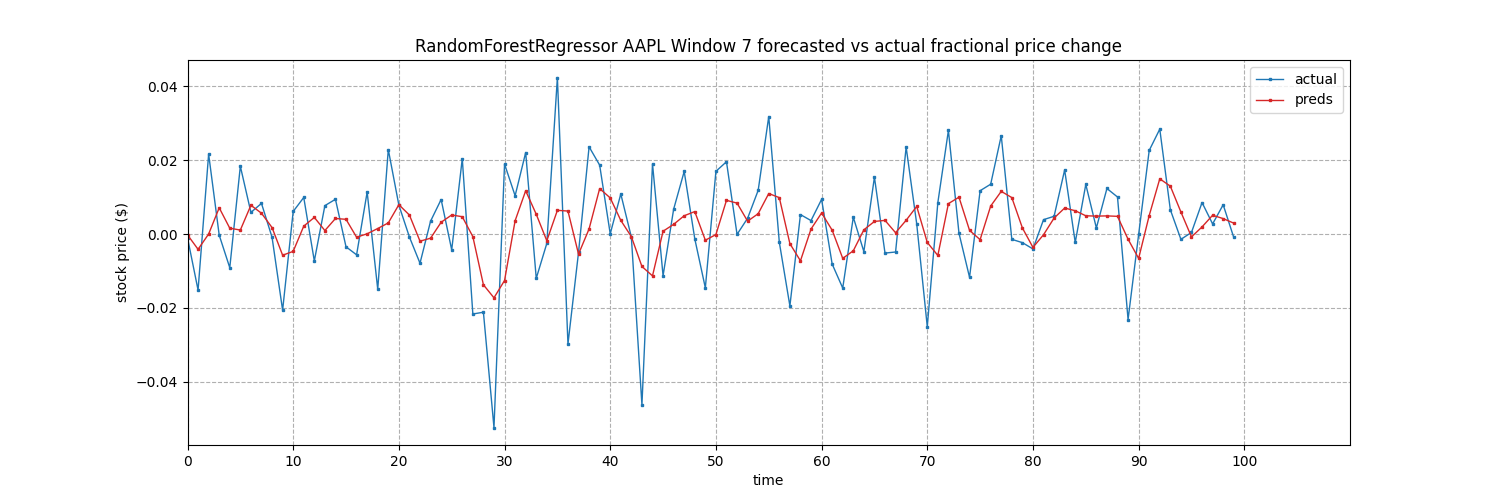 RandomForestRegressor AAPL Window 7 forecasted vs actual fractional price change
actual
preds
stock price ($)
0.04
0.02
0.00
−0.02
−0.04
0 10 20 30 40 50 60 70 80 90 100
time